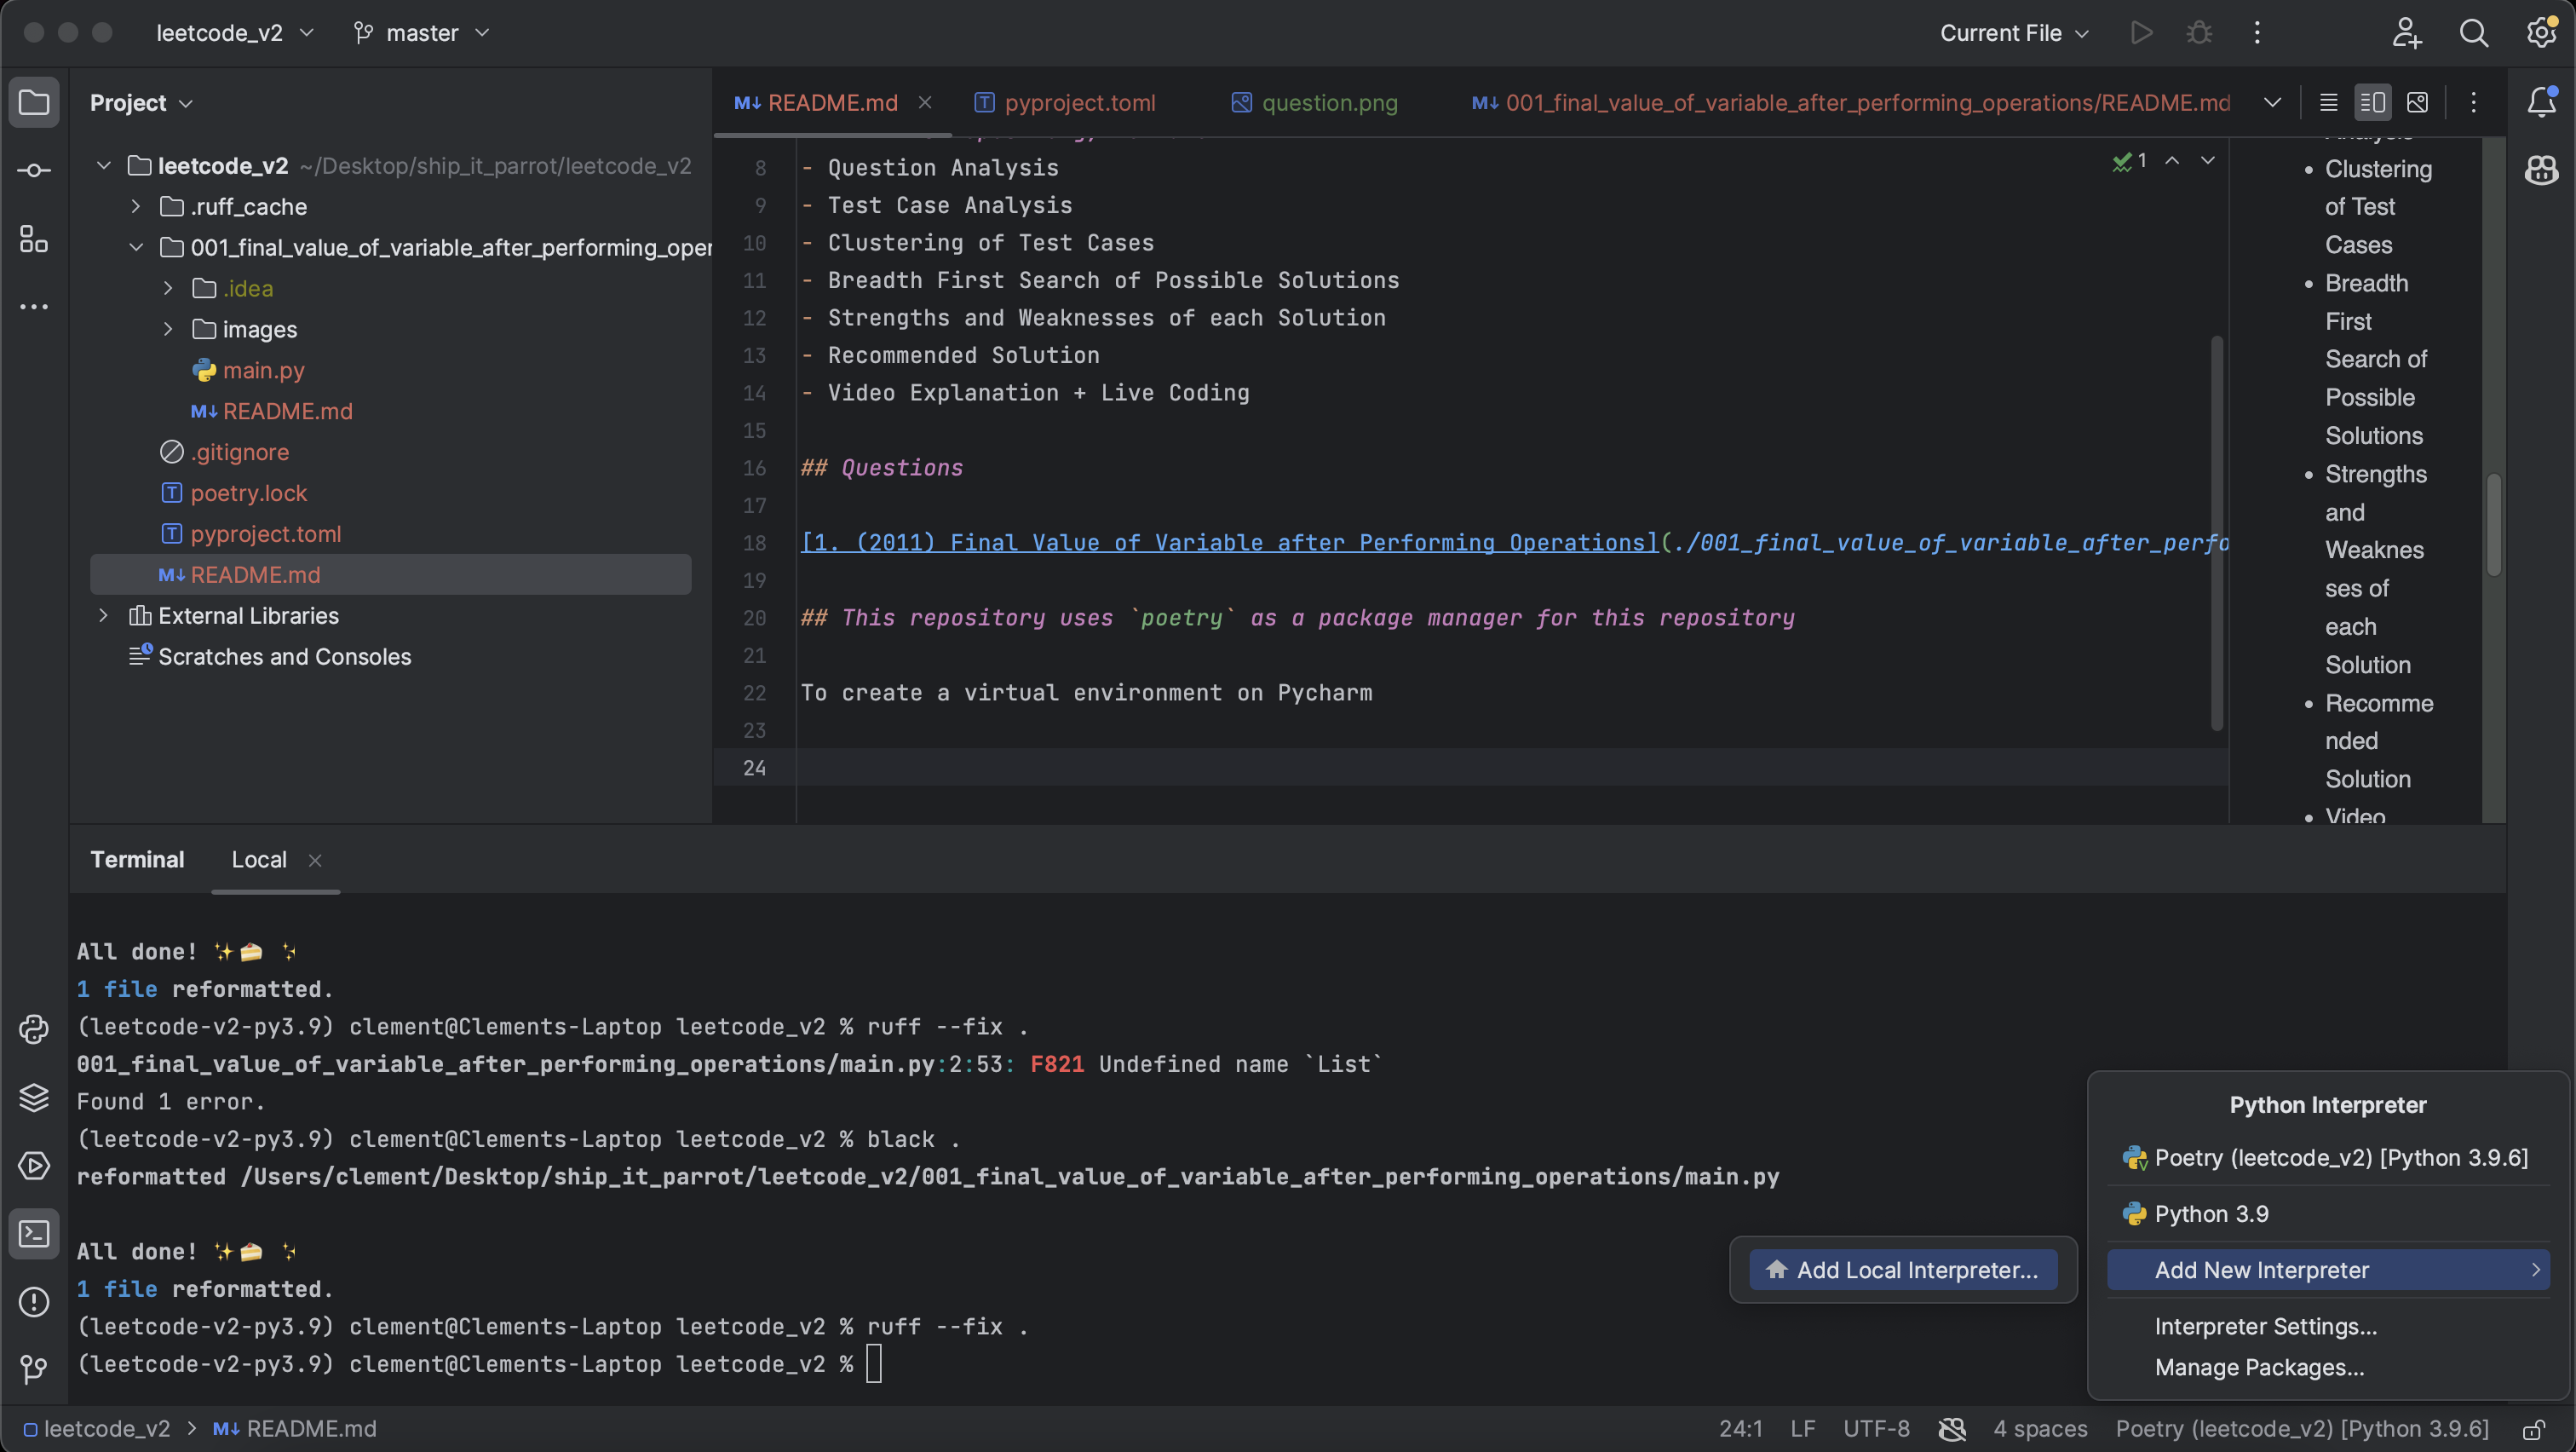 leetcode_v2
master
Current File
Project
README.md
pyproject.toml
question.png
001_final_value_of_variable_after_performing_operations/README.md
leetcode_v2 ~/Desktop/ship_it_parrot/leetcode_v2
.ruff_cache
001_final_value_of_variable_after_performing_oper
.idea
images
main.py
README.md
.gitignore
poetry.lock
pyproject.toml
README.md
External Libraries
Scratches and Consoles
8 - Question Analysis
9 - Test Case Analysis
10 - Clustering of Test Cases
11 - Breadth First Search of Possible Solutions
12 - Strengths and Weaknesses of each Solution
13 - Recommended Solution
14 - Video Explanation + Live Coding
15
16 ## Questions
17
18 [1. (2011) Final Value of Variable after Performing Operations](./001_final_value_of_variable_after_perfo
19
20 ## This repository uses `poetry` as a package manager for this repository
21
22 To create a virtual environment on Pycharm
23
24
1
Analysis
• Clustering
of Test
Cases
• Breadth
First
Search of
Possible
Solutions
• Strengths
and
Weaknes
ses of
each
Solution
• Recomme
nded
Solution
• Video
Terminal
Local
All done! ✨🍰 ✨
1 file reformatted.
(leetcode-v2-py3.9) clement@Clements-Laptop leetcode_v2 % ruff --fix .
001_final_value_of_variable_after_performing_operations/main.py:2:53: F821 Undefined name `List`
Found 1 error.
(leetcode-v2-py3.9) clement@Clements-Laptop leetcode_v2 % black .
reformatted /Users/clement/Desktop/ship_it_parrot/leetcode_v2/001_final_value_of_variable_after_performing_operations/main.py
All done! ✨🍰 ✨
1 file reformatted.
(leetcode-v2-py3.9) clement@Clements-Laptop leetcode_v2 % ruff --fix .
(leetcode-v2-py3.9) clement@Clements-Laptop leetcode_v2 %
Python Interpreter
Poetry (leetcode_v2) [Python 3.9.6]
Python 3.9
Add New Interpreter
Add Local Interpreter...
Interpreter Settings...
Manage Packages...
leetcode_v2 > README.md
24:1 LF UTF-8 4 spaces Poetry (leetcode_v2) [Python 3.9.6]